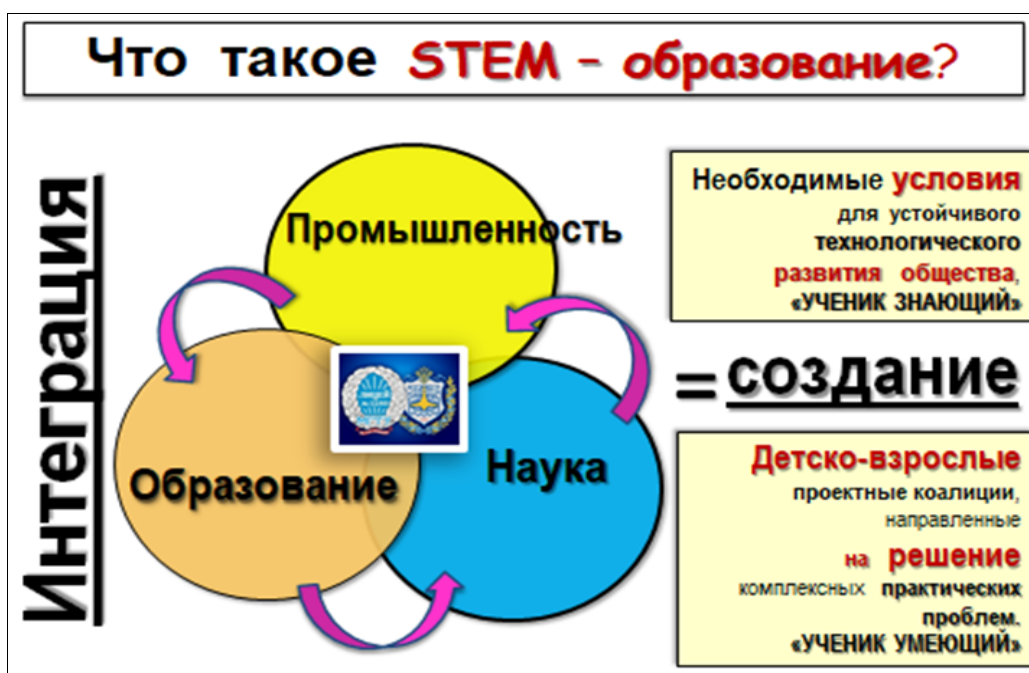 Что такое STEM – образование?
Интеграция
Промышленность
Образование
Наука
Необходимые условия
для устойчивого
технологического
развития общества,
«УЧЕНИК ЗНАЮЩИЙ»
= создание
Детско-взрослые
проектные коалиции,
направленные
на решение
комплексных практических
проблем.
«УЧЕНИК УМЕЮЩИЙ»